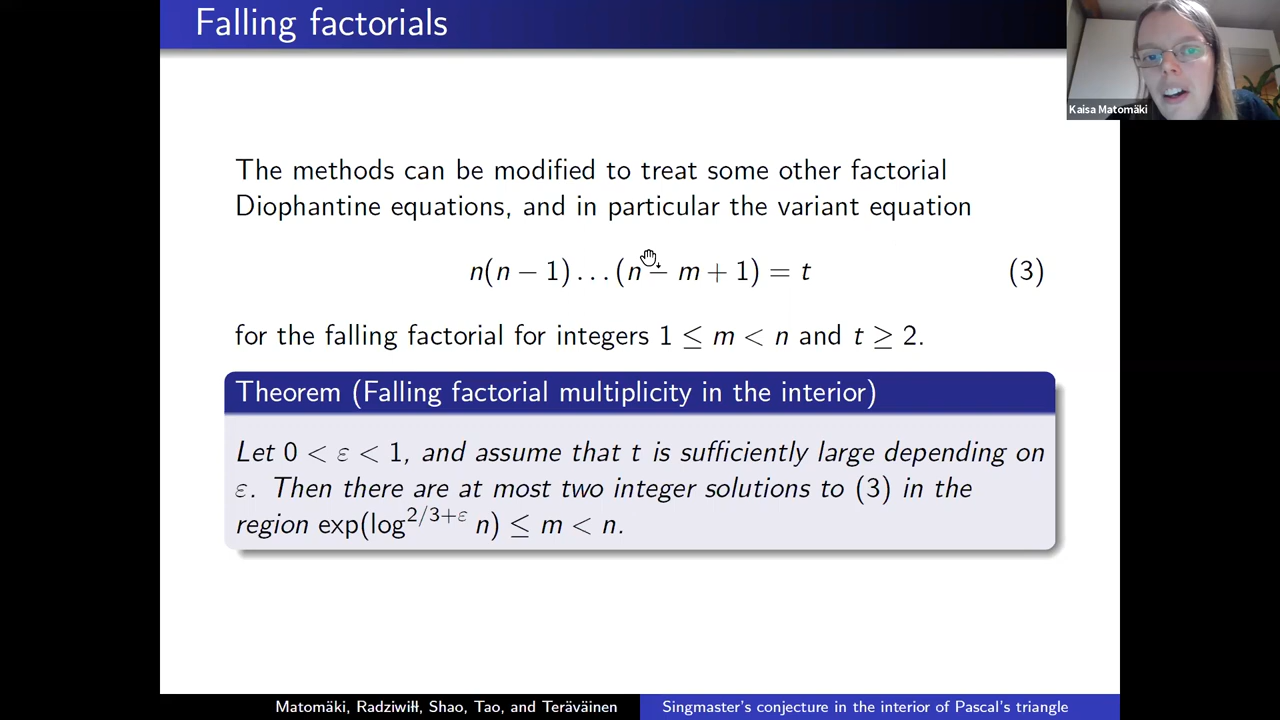 Falling factorials
Kaisa Matomäki
The methods can be modified to treat some other factorial
Diophantine equations, and in particular the variant equation
n(n − 1) . . . (n − m + 1) = t (3)
for the falling factorial for integers 1 ≤ m < n and t ≥ 2.
Theorem (Falling factorial multiplicity in the interior)
Let 0 < ε < 1, and assume that t is sufficiently large depending on
ε. Then there are at most two integer solutions to (3) in the
region exp(log^{2/3+ε} n) ≤ m < n.
Matomäki, Radziwiłł, Shao, Tao, and Teräväinen
Singmaster's conjecture in the interior of Pascal's triangle